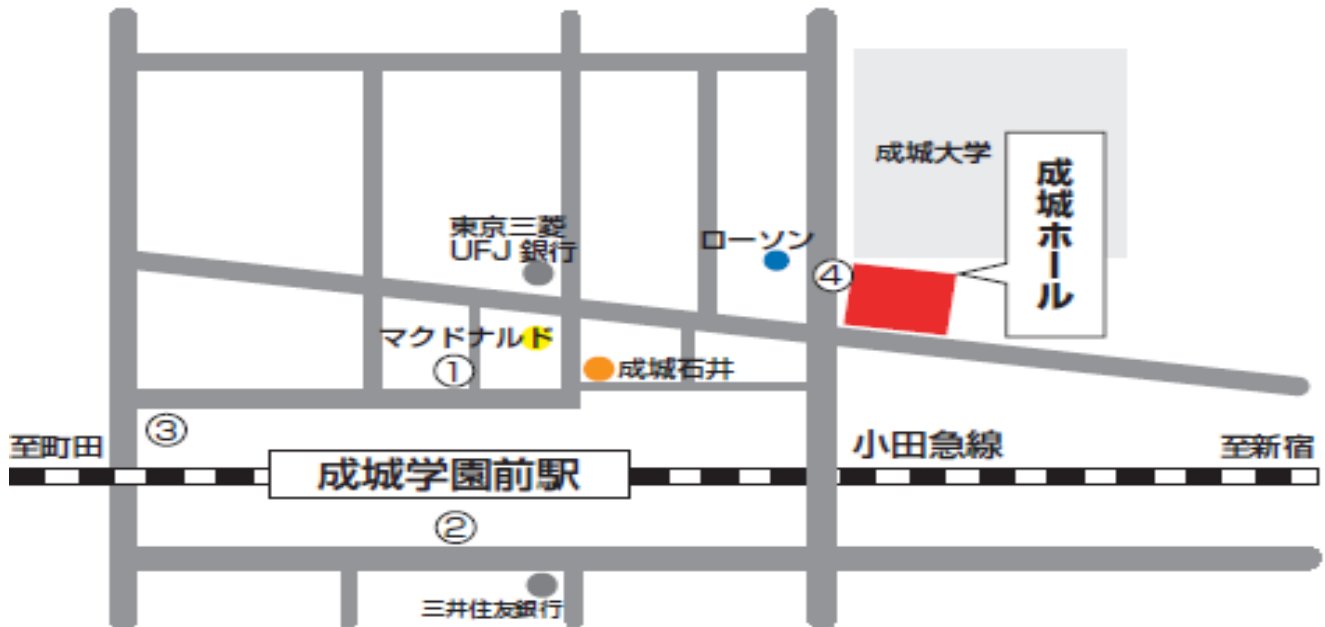 成城大学
成城ホール
東京三菱
UFJ 銀行
ローソン
④
マクドナルド
①
成城石井
③
至町田
小田急線
至新宿
成城学園前駅
②
三井住友銀行